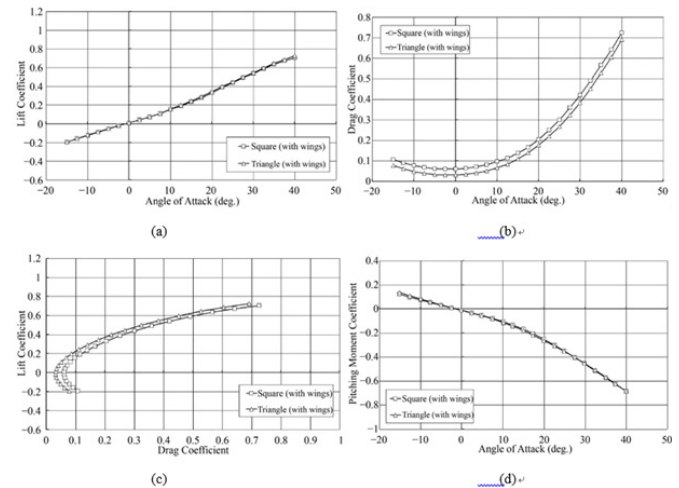 1.2
1
0.8
0.6
0.4
0.2
0
−0.2
−0.4
−0.6
Lift Coefficient
Square (with wings)
Triangle (with wings)
−20 −10 0 10 20 30 40 50
Angle of Attack (deg.)
(a)
0.8
0.7
0.6
0.5
0.4
0.3
0.2
0.1
0
Drag Coefficient
Square (with wings)
Triangle (with wings)
−20 −10 0 10 20 30 40 50
Angle of Attack (deg.)
(b)
1.2
1
0.8
0.6
0.4
0.2
0
−0.2
−0.4
−0.6
Lift Coefficient
Square (with wings)
Triangle (with wings)
0 0.1 0.2 0.3 0.4 0.5 0.6 0.7 0.8 0.9 1
Drag Coefficient
(c)
0.4
0.2
0
−0.2
−0.4
−0.6
−0.8
−1
Pitching Moment Coefficient
Square (with wings)
Triangle (with wings)
−20 −10 0 10 20 30 40 50
Angle of Attack (deg.)
(d)